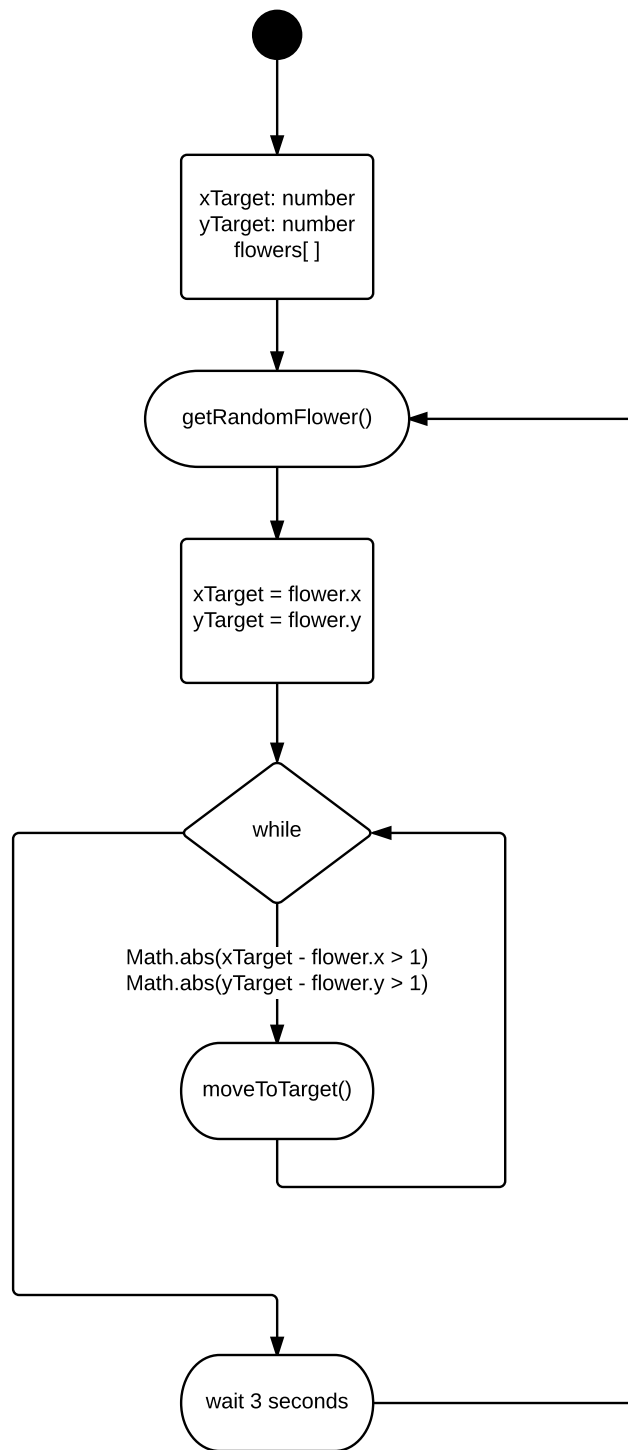 xTarget: number
yTarget: number
flowers[ ]
getRandomFlower()
xTarget = flower.x
yTarget = flower.y
while
Math.abs(xTarget - flower.x > 1)
Math.abs(yTarget - flower.y > 1)
moveToTarget()
wait 3 seconds